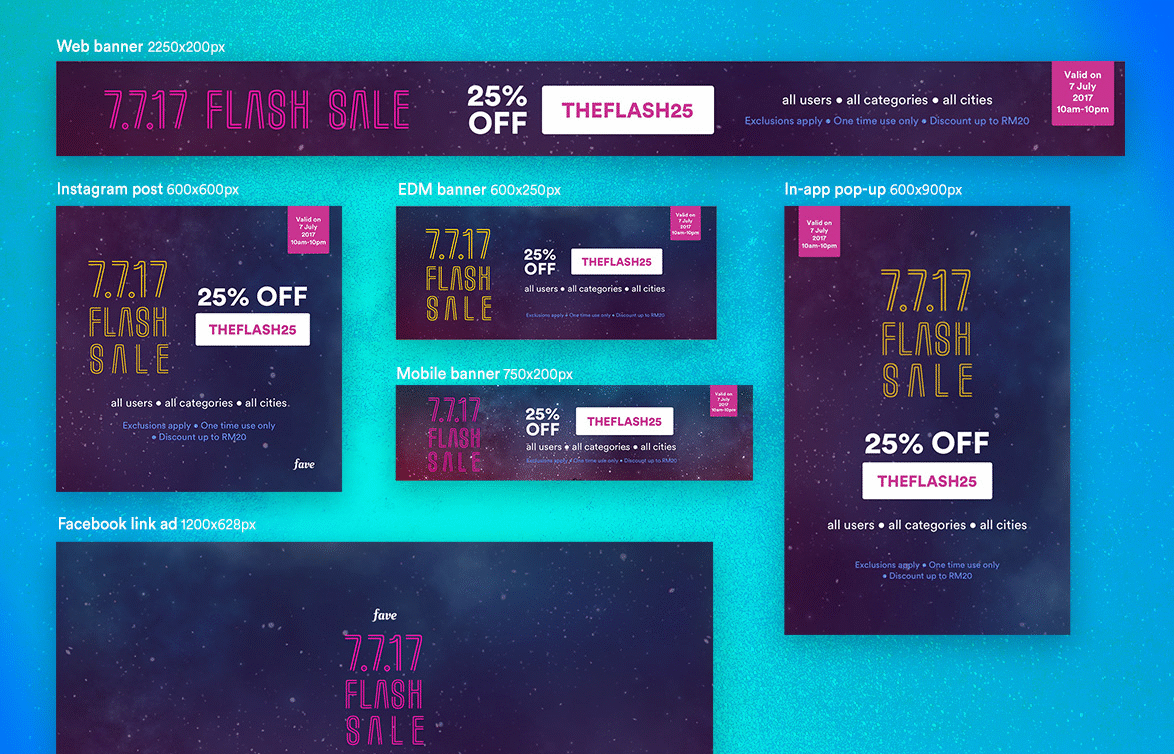 Web banner 2250x200px
7.7.17 FLASH SALE
25%
OFF
THEFLASH25
all users • all categories • all cities
Exclusions apply • One time use only • Discount up to RM20
Valid on
7 July
2017
10am-10pm
Instagram post 600x600px
Valid on
7 July
2017
10am-10pm
7.7.17
FLASH
SALE
25% OFF
THEFLASH25
all users • all categories • all cities
Exclusions apply • One time use only
• Discount up to RM20
fave
EDM banner 600x250px
Valid on
7 July
2017
10am-10pm
7.7.17
FLASH
SALE
25%
OFF
THEFLASH25
all users • all categories • all cities
Exclusions apply • One time use only • Discount up to RM20
Mobile banner 750x200px
Valid on
7 July
2017
10am-10pm
7.7.17
FLASH
SALE
25%
OFF
THEFLASH25
all users • all categories • all cities
Exclusions apply • One time use only • Discount up to RM20
In-app pop-up 600x900px
Valid on
7 July
2017
10am-10pm
7.7.17
FLASH
SALE
25% OFF
THEFLASH25
all users • all categories • all cities
Exclusions apply • One time use only
• Discount up to RM20
Facebook link ad 1200x628px
fave
7.7.17
FLASH
SALE